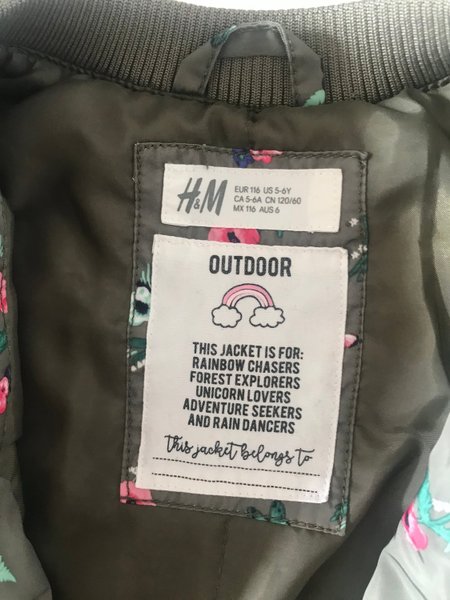 H&M
EUR 116 US 5-6Y
CA 5-6A CN 120/60
MX 116 AUS 6
OUTDOOR
THIS JACKET IS FOR:
RAINBOW CHASERS
FOREST EXPLORERS
UNICORN LOVERS
ADVENTURE SEEKERS
AND RAIN DANCERS
This jacket belongs to